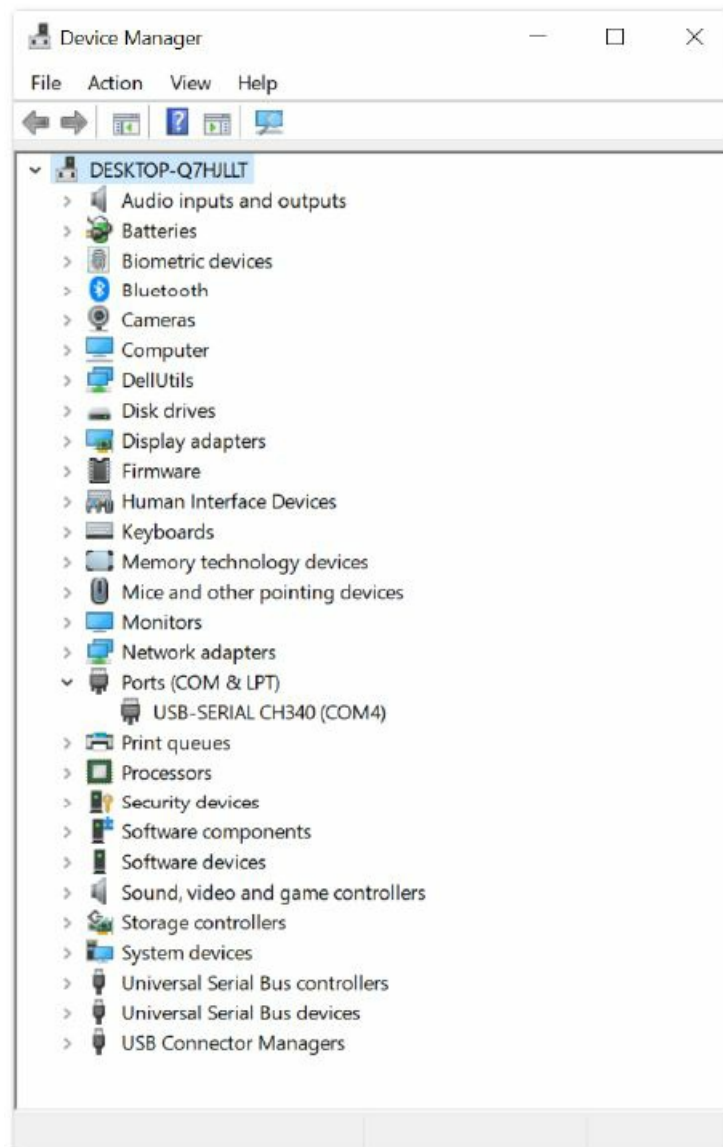 Device Manager
File Action View Help
DESKTOP-Q7HJLLT
Audio inputs and outputs
Batteries
Biometric devices
Bluetooth
Cameras
Computer
DellUtils
Disk drives
Display adapters
Firmware
Human Interface Devices
Keyboards
Memory technology devices
Mice and other pointing devices
Monitors
Network adapters
Ports (COM & LPT)
USB-SERIAL CH340 (COM4)
Print queues
Processors
Security devices
Software components
Software devices
Sound, video and game controllers
Storage controllers
System devices
Universal Serial Bus controllers
Universal Serial Bus devices
USB Connector Managers